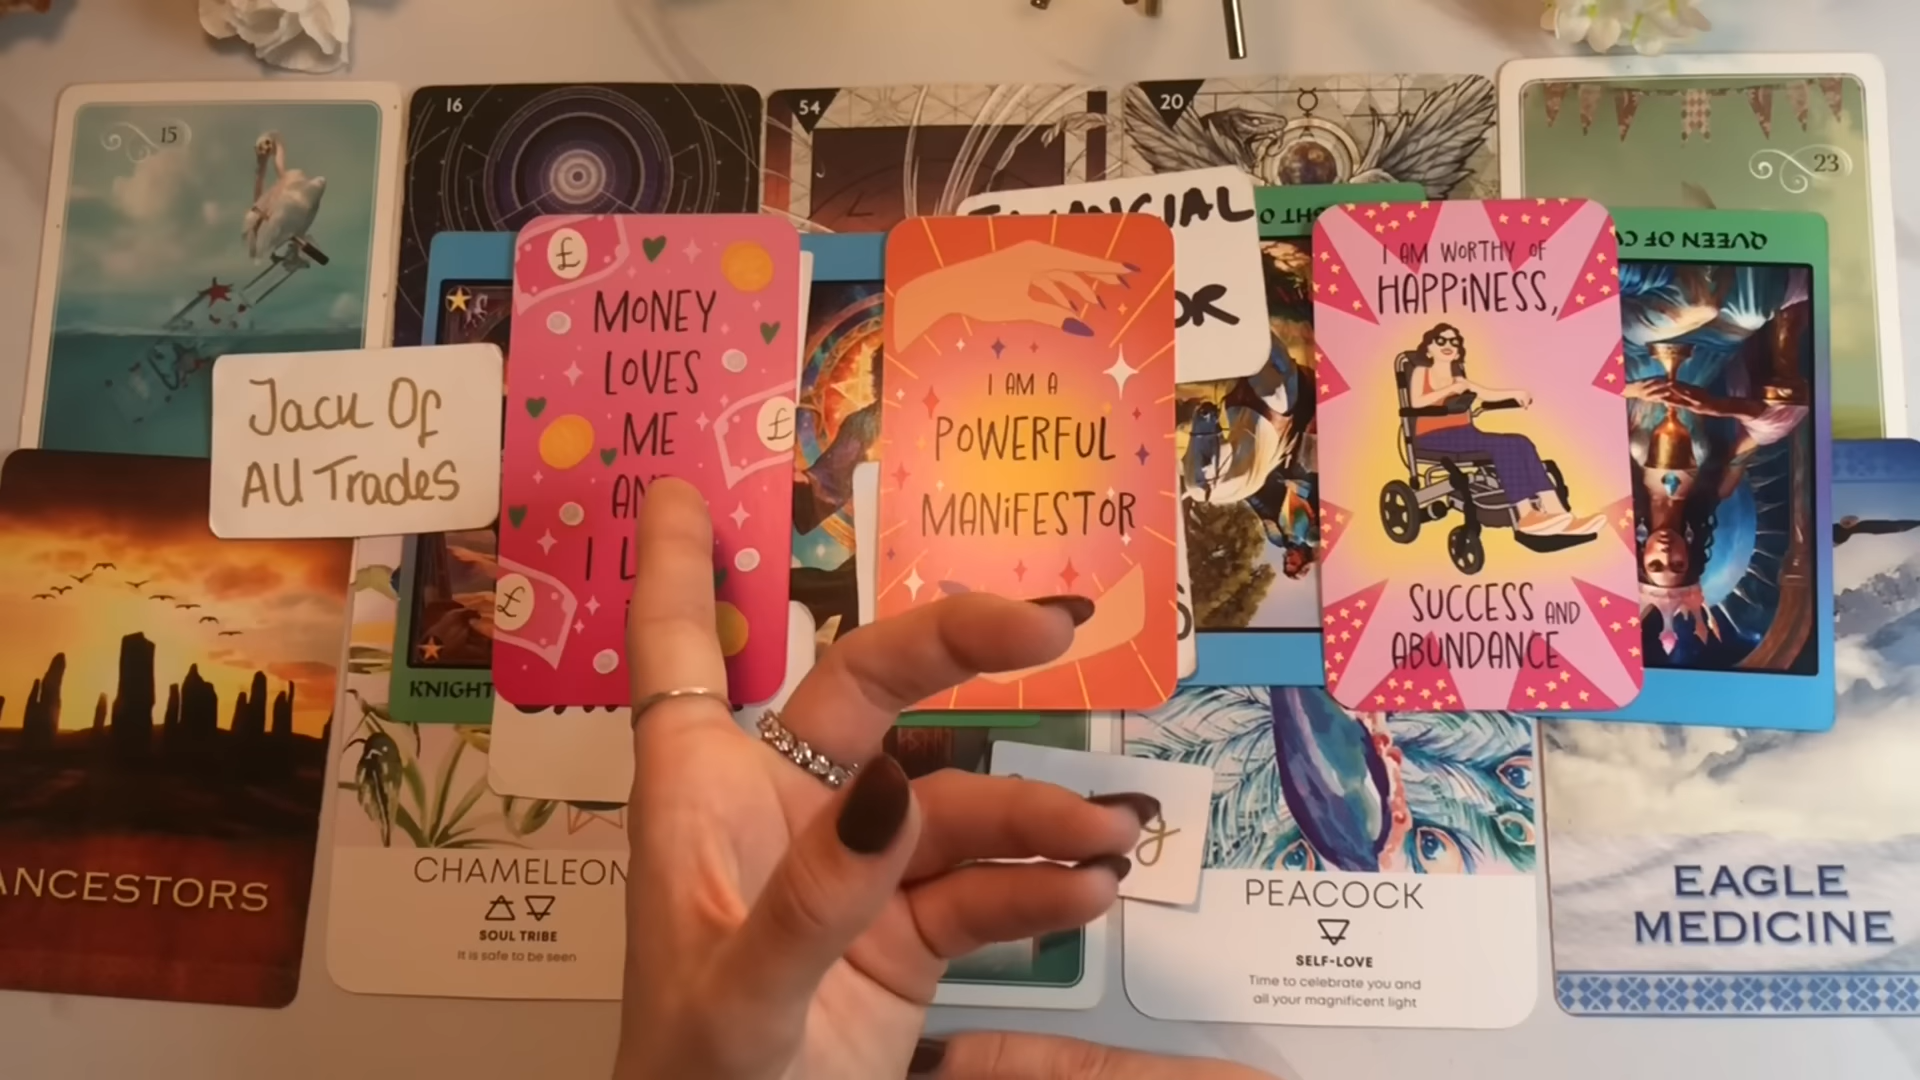 15
16
54
20
23
FINANCIAL
QUEEN OF
Jack Of
All Trades
£
MONEY
LOVES
ME
£
£
I AM A
POWERFUL
MANiFESTOR
I AM WORTHY OF
HAPPiNESS,
SUCCESS AND
ABUNDANCE
KNIGHT
ANCESTORS
CHAMELEON
SOUL TRIBE
It is safe to be seen
PEACOCK
SELF-LOVE
Time to celebrate you and
all your magnificent light
EAGLE
MEDICINE